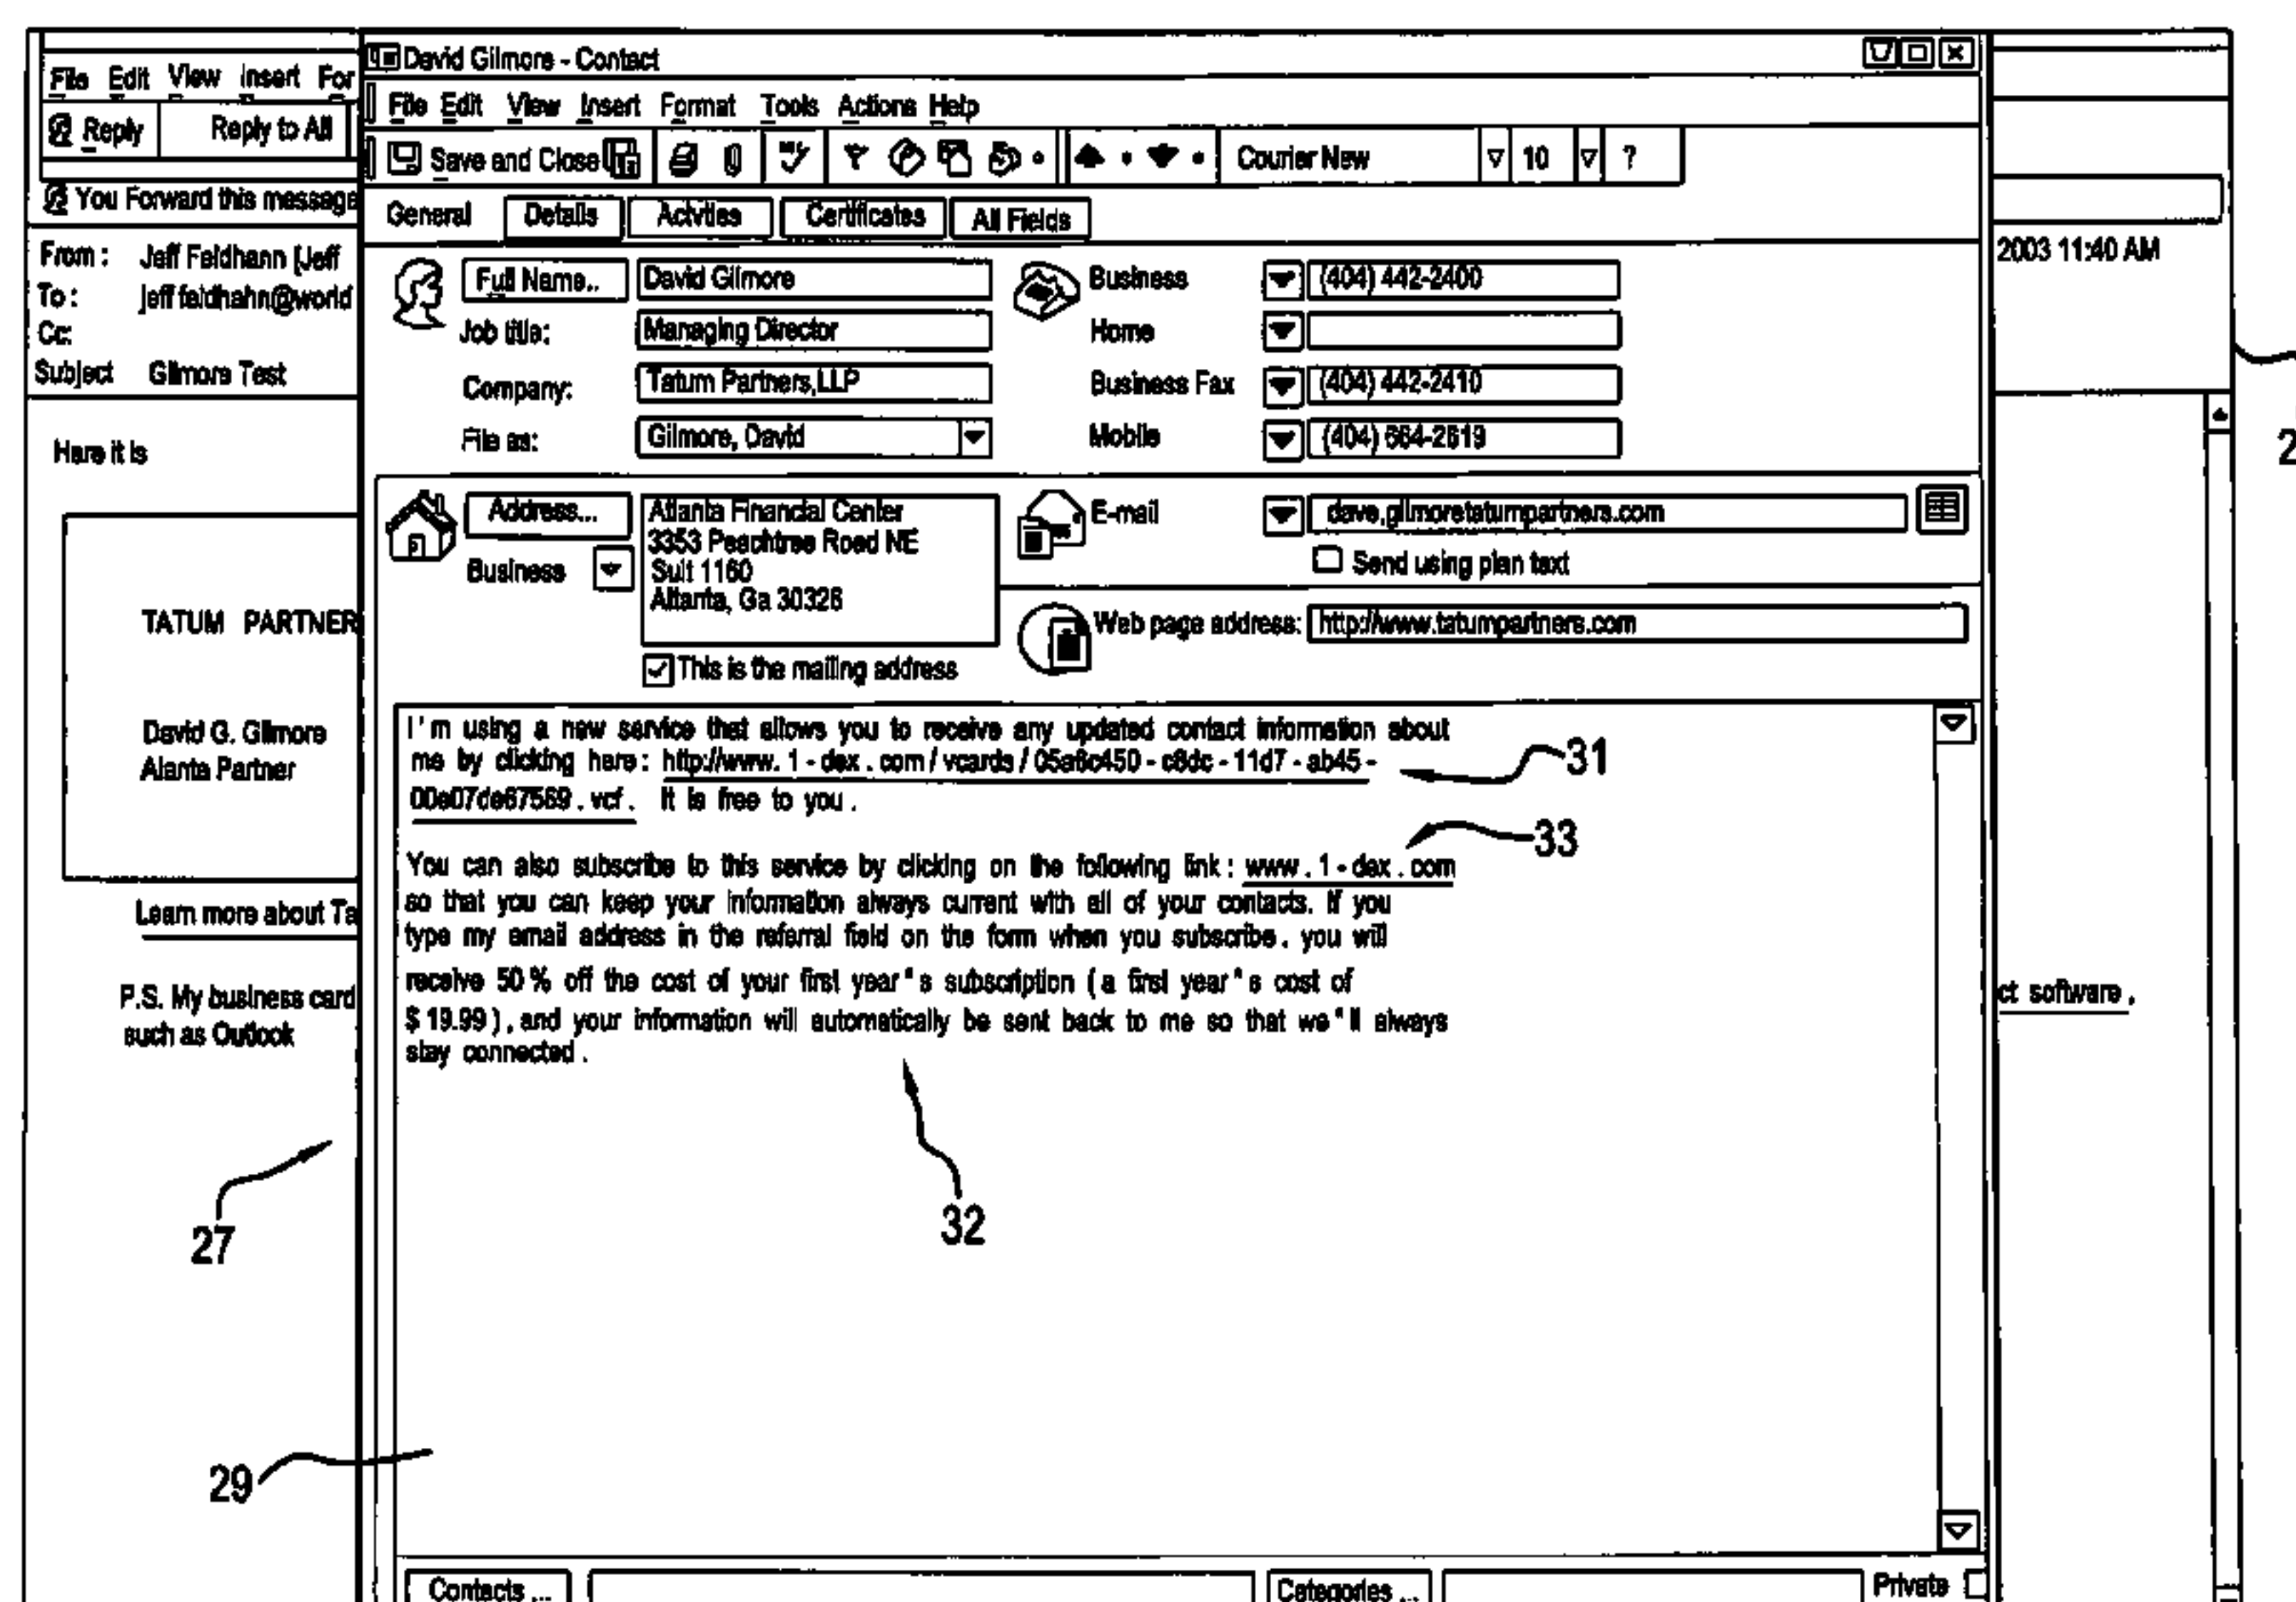 David Gilmore - Contact
File Edit View Insert For
File Edit View Insert Format Tools Actions Help
Reply Reply to All
Save and Close Courier New 10 ?
You Forward this message
General Details Actvties Certificates All Fields
From : Jeff Feldhann [Jeff
2003 11:40 AM
To : jeff feldhahn@world
Cc:
Subject Gilmore Test
Full Name.. David Gilmore Business (404) 442-2400
Job title: Managing Director Home
Company: Tatum Partners,LLP Business Fax (404) 442-2410
File as: Gilmore, David Mobile (404) 664-2619
Here it is
Address... Atlanta Financial Center E-mail dave,gilmoretatumpartners.com
3353 Peachtree Road NE
Business Suit 1160 Send using plan taxt
Altanta, Ga 30326
TATUM PARTNER
Web page address: http://www.tatumpartners.com
This is the mailing address
David G. Gilmore
Alanta Partner
I'm using a new service that allows you to receive any updated contact information about
me by clicking here : http://www. 1 - dex . com / vcards / 05a6c450 - c8dc - 11d7 - ab45 -
00e07de67569 . vcf . It is free to you .
31
33
You can also subscribe to this service by clicking on the following link : www . 1 - dex . com
so that you can keep your information always current with all of your contacts. If you
type my email address in the referral field on the form when you subscribe . you will
receive 50 % off the cost of your first year " s subscription ( a first year " s cost of
$ 19.99 ) , and your information will automatically be sent back to me so that we " ll always
stay connected .
Learn more about Ta
P.S. My business card
such as Outlook
ct software .
27
32
29
2
Contacts ... Categories ... Private